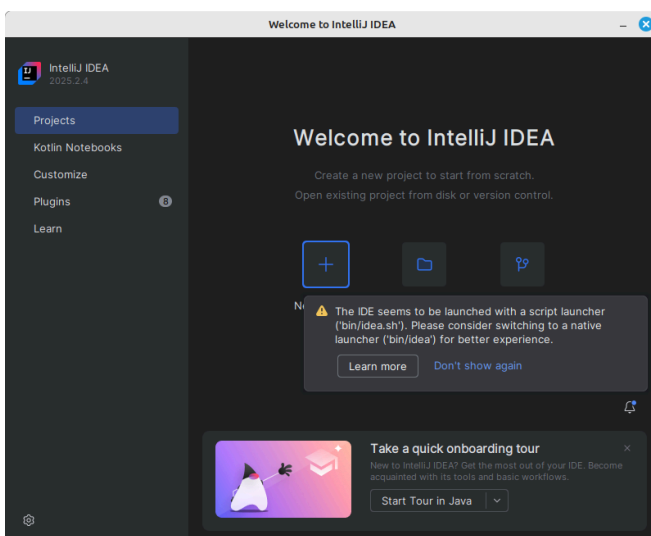 Welcome to IntelliJ IDEA
IJ
IntelliJ IDEA
2025.2.4
Projects
Kotlin Notebooks
Customize
Plugins
8
Learn
Welcome to IntelliJ IDEA
Create a new project to start from scratch.
Open existing project from disk or version control.
The IDE seems to be launched with a script launcher
('bin/idea.sh'). Please consider switching to a native
launcher ('bin/idea') for better experience.
Learn more
Don't show again
Take a quick onboarding tour
New to IntelliJ IDEA? Get the most out of your IDE. Become
acquainted with its tools and basic workflows.
Start Tour in Java